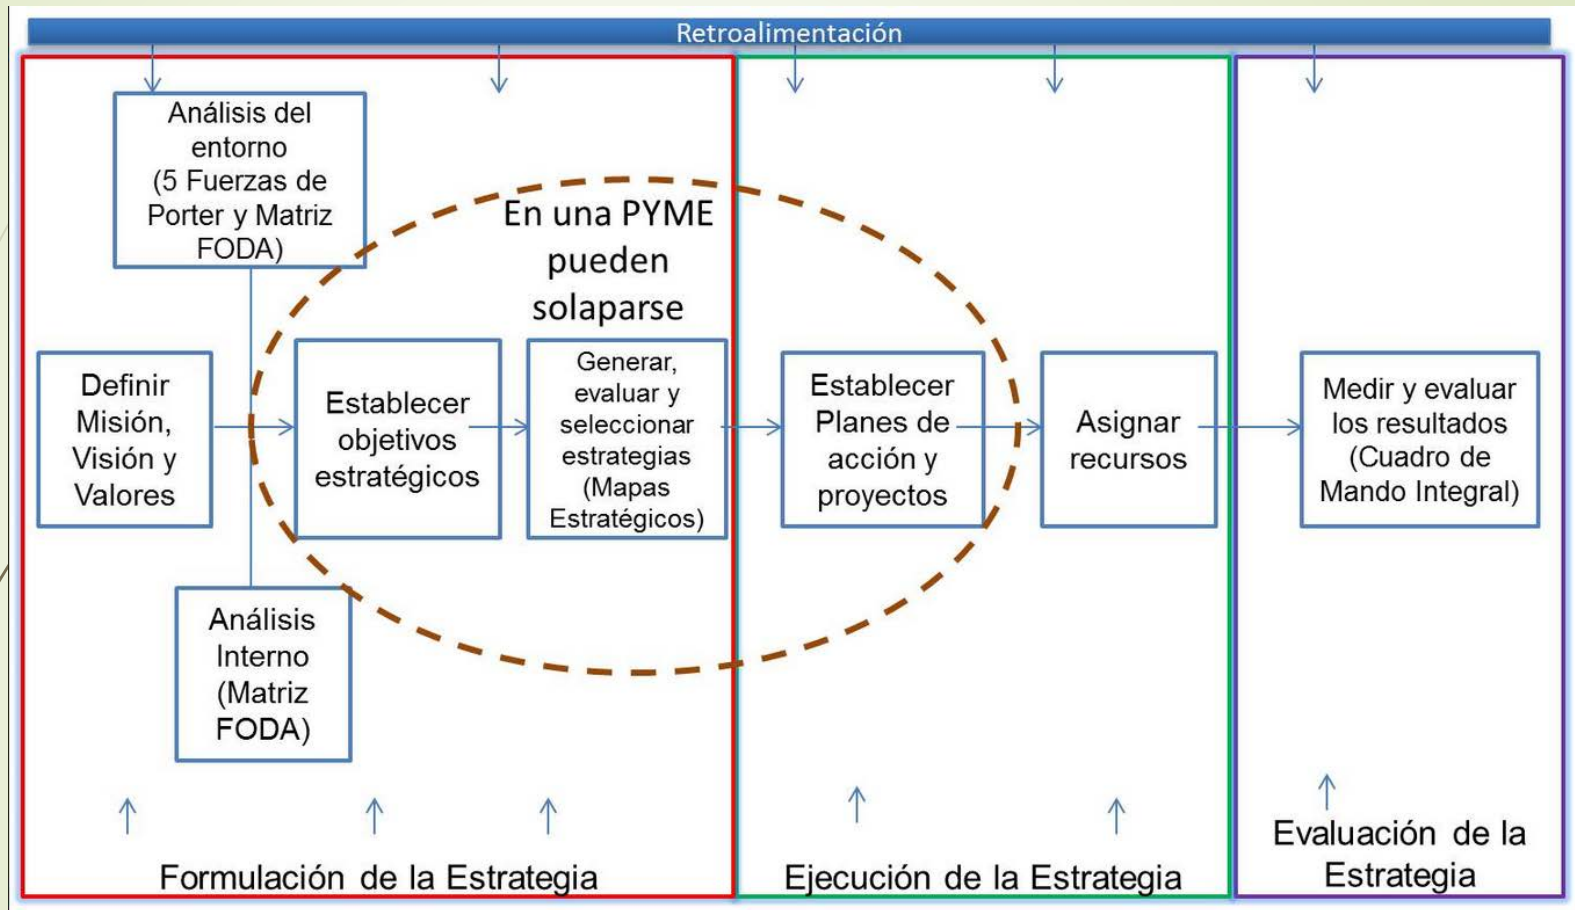 Retroalimentación
Análisis del
entorno
(5 Fuerzas de
Porter y Matriz
FODA)
En una PYME
pueden
solaparse
Definir
Misión,
Visión y
Valores
Establecer
objetivos
estratégicos
Generar,
evaluar y
seleccionar
estrategias
(Mapas
Estratégicos)
Establecer
Planes de
acción y
proyectos
Asignar
recursos
Medir y evaluar
los resultados
(Cuadro de
Mando Integral)
Análisis
Interno
(Matriz
FODA)
Formulación de la Estrategia
Ejecución de la Estrategia
Evaluación de la
Estrategia